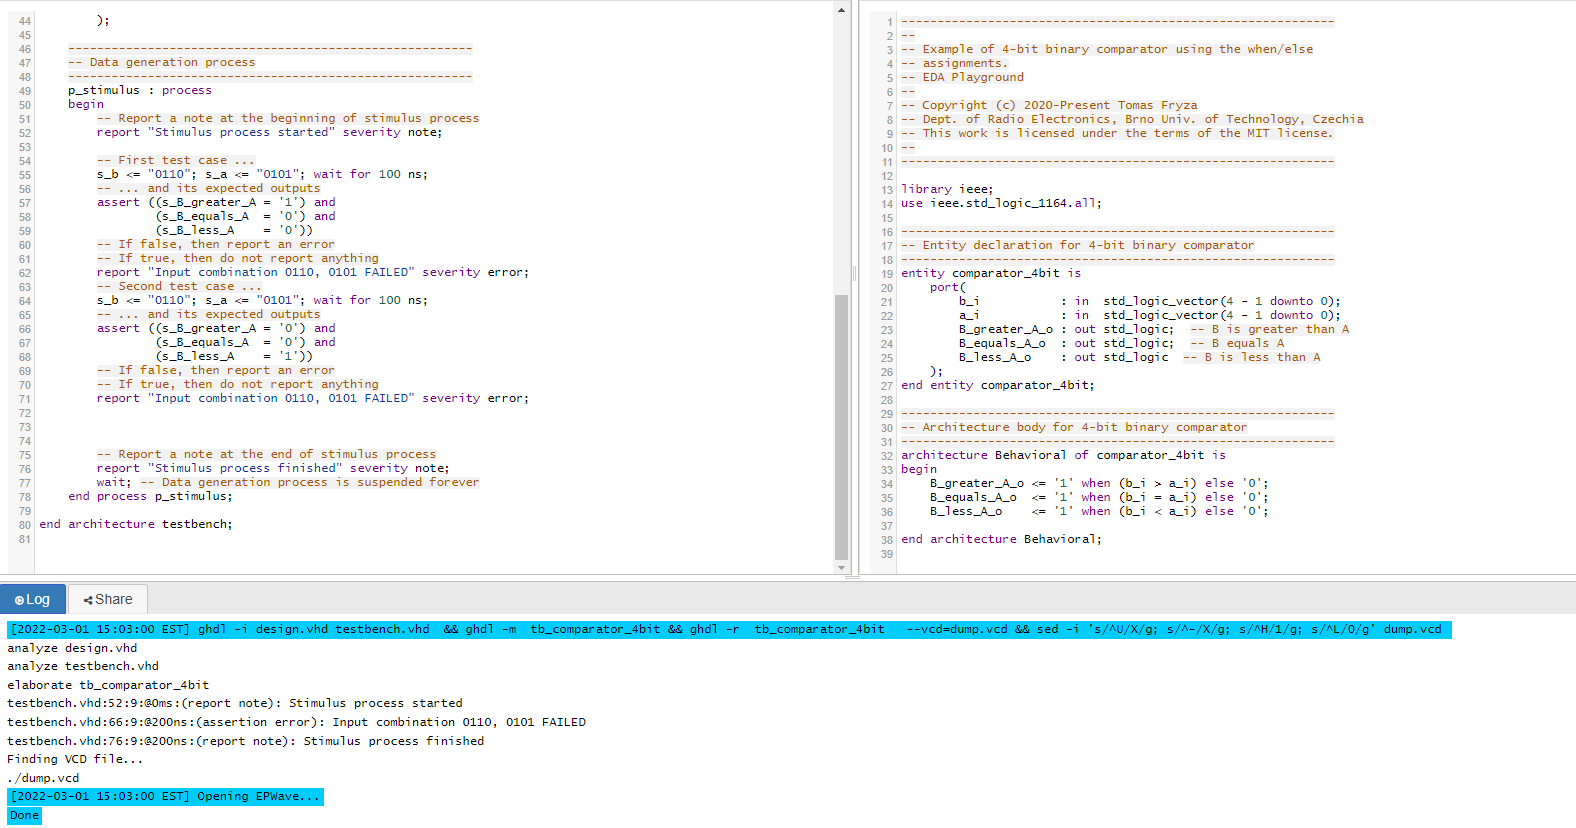 44 );
45
46 --------------------------------------------------------
47 -- Data generation process
48 --------------------------------------------------------
49 p_stimulus : process
50 begin
51 -- Report a note at the beginning of stimulus process
52 report "Stimulus process started" severity note;
53
54 -- First test case ...
55 s_b <= "0110"; s_a <= "0101"; wait for 100 ns;
56 -- ... and its expected outputs
57 assert ((s_B_greater_A = '1') and
58 (s_B_equals_A  = '0') and
59 (s_B_less_A    = '0'))
60 -- If false, then report an error
61 -- If true, then do not report anything
62 report "Input combination 0110, 0101 FAILED" severity error;
63 -- Second test case ...
64 s_b <= "0110"; s_a <= "0101"; wait for 100 ns;
65 -- ... and its expected outputs
66 assert ((s_B_greater_A = '0') and
67 (s_B_equals_A  = '0') and
68 (s_B_less_A    = '1'))
69 -- If false, then report an error
70 -- If true, then do not report anything
71 report "Input combination 0110, 0101 FAILED" severity error;
72
73
74
75 -- Report a note at the end of stimulus process
76 report "Stimulus process finished" severity note;
77 wait; -- Data generation process is suspended forever
78 end process p_stimulus;
79
80 end architecture testbench;
81
1 ------------------------------------------------------------
2 --
3 -- Example of 4-bit binary comparator using the when/else
4 -- assignments.
5 -- EDA Playground
6 --
7 -- Copyright (c) 2020-Present Tomas Fryza
8 -- Dept. of Radio Electronics, Brno Univ. of Technology, Czechia
9 -- This work is licensed under the terms of the MIT license.
10 --
11 ------------------------------------------------------------
12
13 library ieee;
14 use ieee.std_logic_1164.all;
15
16 ------------------------------------------------------------
17 -- Entity declaration for 4-bit binary comparator
18 ------------------------------------------------------------
19 entity comparator_4bit is
20 port(
21 b_i           : in  std_logic_vector(4 - 1 downto 0);
22 a_i           : in  std_logic_vector(4 - 1 downto 0);
23 B_greater_A_o : out std_logic;  -- B is greater than A
24 B_equals_A_o  : out std_logic;  -- B equals A
25 B_less_A_o    : out std_logic  -- B is less than A
26 );
27 end entity comparator_4bit;
28
29 ------------------------------------------------------------
30 -- Architecture body for 4-bit binary comparator
31 ------------------------------------------------------------
32 architecture Behavioral of comparator_4bit is
33 begin
34 B_greater_A_o <= '1' when (b_i > a_i) else '0';
35 B_equals_A_o  <= '1' when (b_i = a_i) else '0';
36 B_less_A_o    <= '1' when (b_i < a_i) else '0';
37
38 end architecture Behavioral;
39
Log Share
[2022-03-01 15:03:00 EST] ghdl -i design.vhd testbench.vhd  && ghdl -m  tb_comparator_4bit && ghdl -r  tb_comparator_4bit   --vcd=dump.vcd && sed -i 's/^U/X/g; s/^-/X/g; s/^H/1/g; s/^L/0/g' dump.vcd
analyze design.vhd
analyze testbench.vhd
elaborate tb_comparator_4bit
testbench.vhd:52:9:@0ms:(report note): Stimulus process started
testbench.vhd:66:9:@200ns:(assertion error): Input combination 0110, 0101 FAILED
testbench.vhd:76:9:@200ns:(report note): Stimulus process finished
Finding VCD file...
./dump.vcd
[2022-03-01 15:03:00 EST] Opening EPWave...
Done